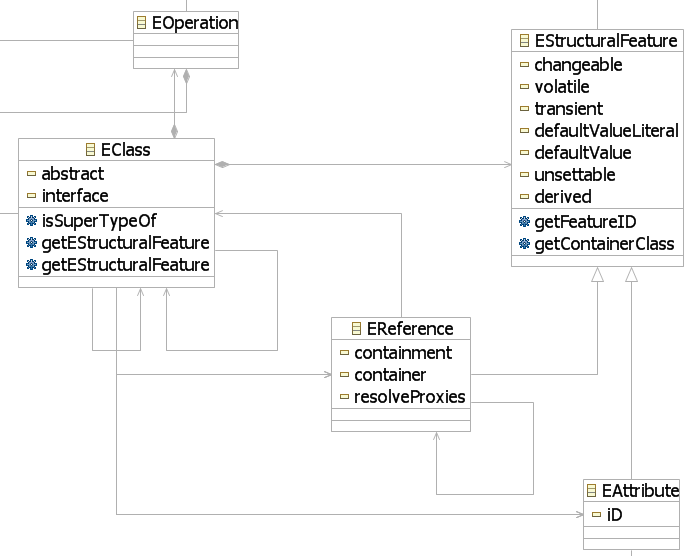 EOperation
EStructuralFeature
changeable
volatile
transient
defaultValueLiteral
defaultValue
unsettable
derived
getFeatureID
getContainerClass
EClass
abstract
interface
isSuperTypeOf
getEStructuralFeature
getEStructuralFeature
EReference
containment
container
resolveProxies
EAttribute
iD